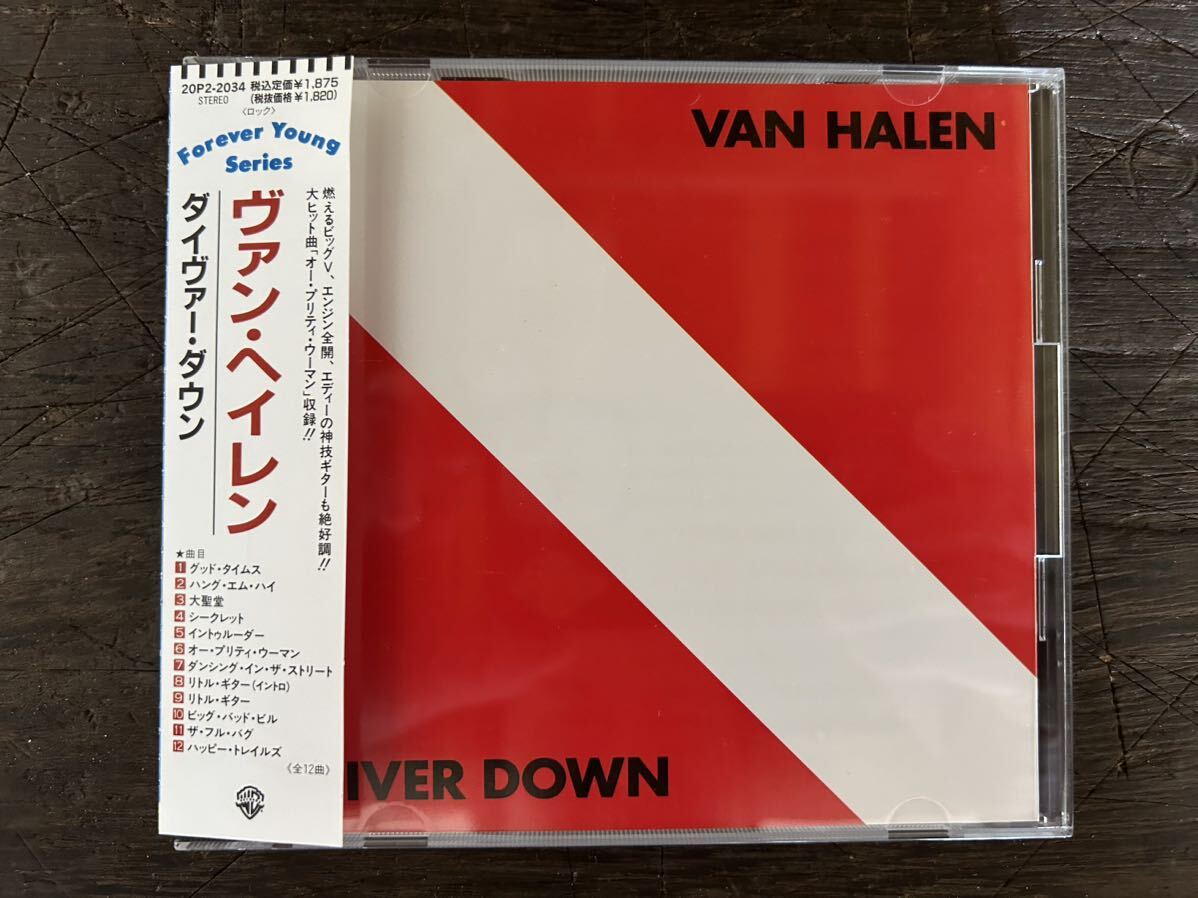 20P2-2034 税込定価¥1,875
STEREO (税抜価格¥1,820)
〈ロック〉
Forever Young
Series
燃えるビッグV、エンジン全開、エディーの神技ギターも絶好調!!
大ヒット曲「オー・プリティ・ウーマン」収録!!
ヴァン・ヘイレン
ダイヴァー・ダウン
★曲目
1 グッド・タイムス
2 ハング・エム・ハイ
3 大聖堂
4 シークレット
5 イントゥルーダー
6 オー・プリティ・ウーマン
7 ダンシング・イン・ザ・ストリート
8 リトル・ギター(イントロ)
9 リトル・ギター
10 ビッグ・バッド・ビル
11 ザ・フル・バグ
12 ハッピー・トレイルズ
《全12曲》
VAN HALEN
IVER DOWN